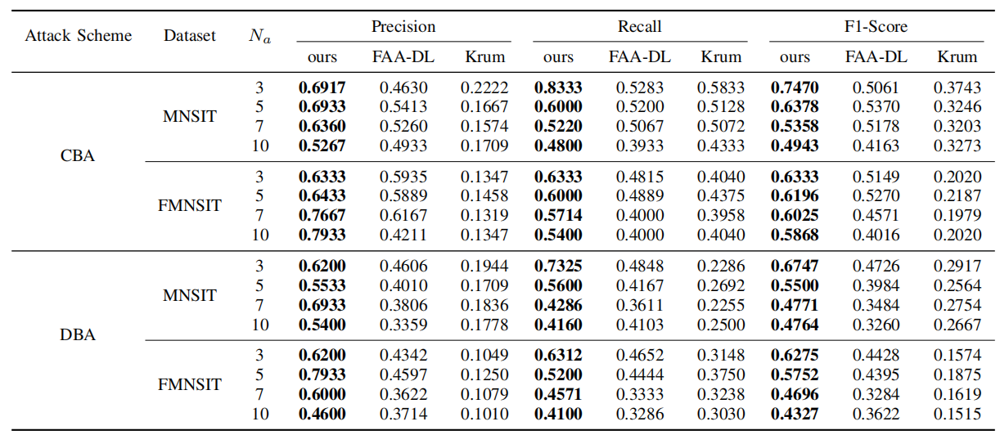 Attack Scheme Dataset Nₐ Precision Recall F1-Score
ours FAA-DL Krum ours FAA-DL Krum ours FAA-DL Krum
CBA
MNSIT
3 0.6917 0.4630 0.2222 0.8333 0.5283 0.5833 0.7470 0.5061 0.3743
5 0.6933 0.5413 0.1667 0.6000 0.5200 0.5128 0.6378 0.5370 0.3246
7 0.6360 0.5260 0.1574 0.5220 0.5067 0.5072 0.5358 0.5178 0.3203
10 0.5267 0.4933 0.1709 0.4800 0.3933 0.4333 0.4943 0.4163 0.3273
FMNSIT
3 0.6333 0.5935 0.1347 0.6333 0.4815 0.4040 0.6333 0.5149 0.2020
5 0.6433 0.5889 0.1458 0.6000 0.4889 0.4375 0.6196 0.5270 0.2187
7 0.7667 0.6167 0.1319 0.5714 0.4000 0.3958 0.6025 0.4571 0.1979
10 0.7933 0.4211 0.1347 0.5400 0.4000 0.4040 0.5868 0.4016 0.2020
DBA
MNSIT
3 0.6200 0.4606 0.1944 0.7325 0.4848 0.2286 0.6747 0.4726 0.2917
5 0.5533 0.4010 0.1709 0.5600 0.4167 0.2692 0.5500 0.3984 0.2564
7 0.6933 0.3806 0.1836 0.4286 0.3611 0.2255 0.4771 0.3484 0.2754
10 0.5400 0.3359 0.1778 0.4160 0.4103 0.2500 0.4764 0.3260 0.2667
FMNSIT
3 0.6200 0.4342 0.1049 0.6312 0.4652 0.3148 0.6275 0.4428 0.1574
5 0.7933 0.4597 0.1250 0.5200 0.4444 0.3750 0.5752 0.4395 0.1875
7 0.6000 0.3622 0.1079 0.4571 0.3333 0.3238 0.4696 0.3284 0.1619
10 0.4600 0.3714 0.1010 0.4100 0.3286 0.3030 0.4327 0.3622 0.1515